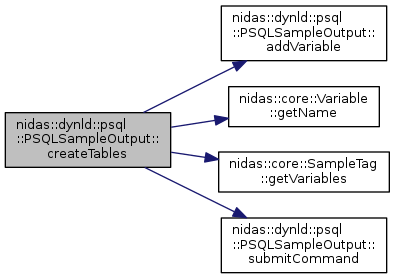 nidas::dynld::psql
::PSQLSampleOutput::
createTables
nidas::dynld::psql
::PSQLSampleOutput::
addVariable
nidas::core::Variable
::getName
nidas::core::SampleTag
::getVariables
nidas::dynld::psql
::PSQLSampleOutput::
submitCommand